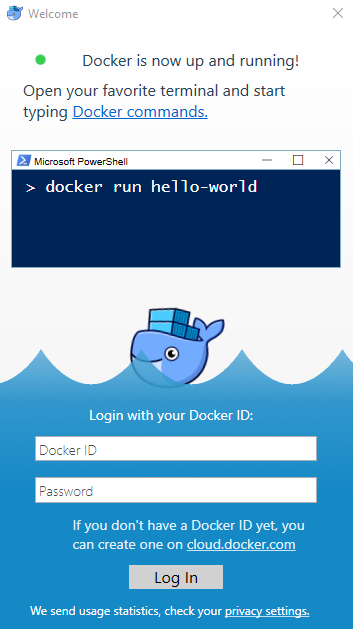 Welcome
Docker is now up and running!
Open your favorite terminal and start
typing Docker commands.
Microsoft PowerShell
> docker run hello-world
Login with your Docker ID:
Docker ID
Password
If you don't have a Docker ID yet, you
can create one on cloud.docker.com
Log In
We send usage statistics, check your privacy settings.